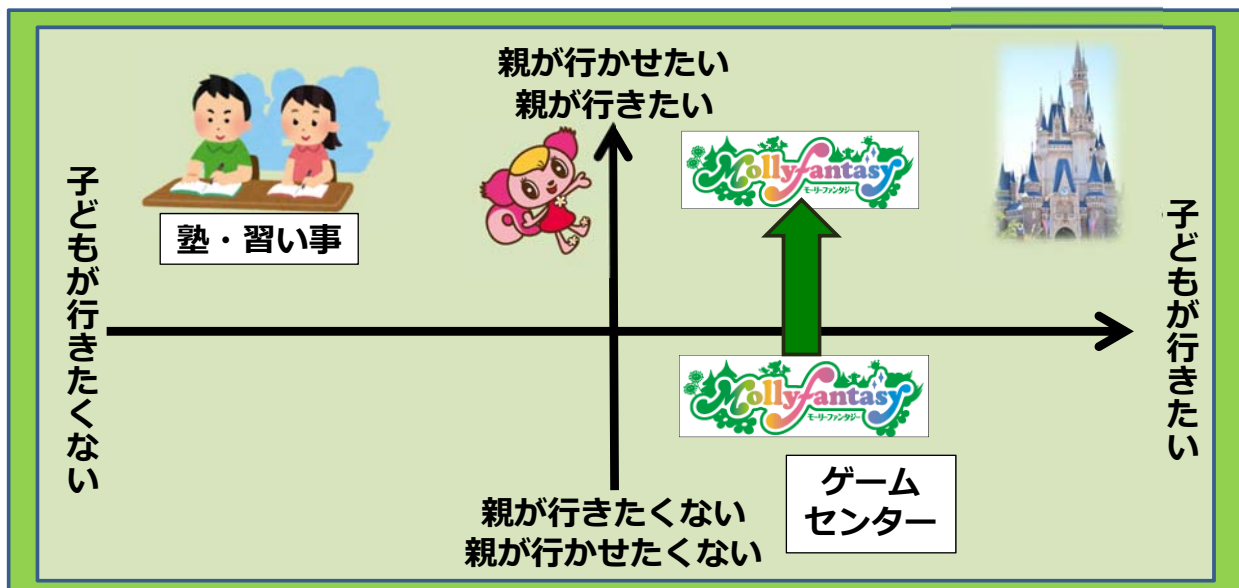 親が行かせたい
親が行きたい
子どもが行きたくない
塾・習い事
Mollyfantasy
モーリーファンタジー
子どもが行きたい
Mollyfantasy
モーリーファンタジー
ゲーム
センター
親が行きたくない
親が行かせたくない